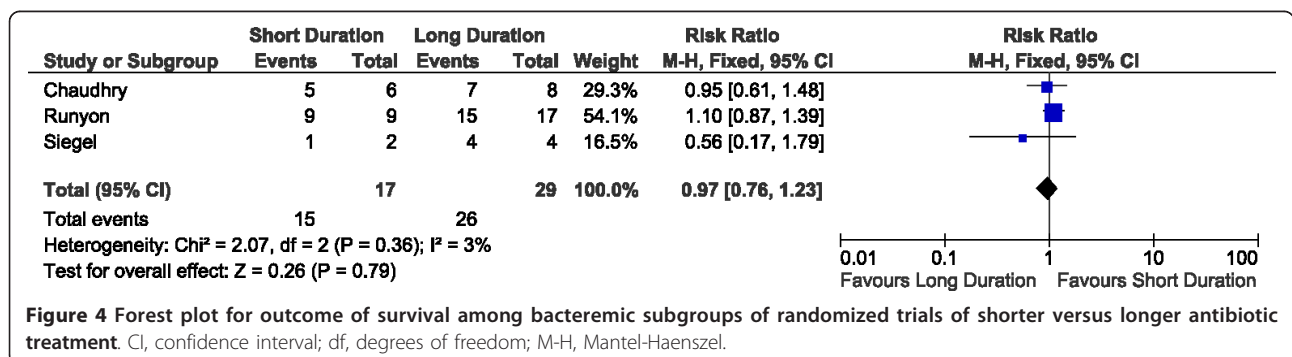 Short Duration Long Duration Risk Ratio Risk Ratio
Study or Subgroup Events Total Events Total Weight M-H, Fixed, 95% CI M-H, Fixed, 95% CI
Chaudhry 5 6 7 8 29.3% 0.95 [0.61, 1.48]
Runyon 9 9 15 17 54.1% 1.10 [0.87, 1.39]
Siegel 1 2 4 4 16.5% 0.56 [0.17, 1.79]
Total (95% CI) 17 29 100.0% 0.97 [0.76, 1.23]
Total events 15 26
Heterogeneity: Chi² = 2.07, df = 2 (P = 0.36); I² = 3%
Test for overall effect: Z = 0.26 (P = 0.79)
0.01 0.1 1 10 100
Favours Long Duration Favours Short Duration
Figure 4 Forest plot for outcome of survival among bacteremic subgroups of randomized trials of shorter versus longer antibiotic
treatment. CI, confidence interval; df, degrees of freedom; M-H, Mantel-Haenszel.